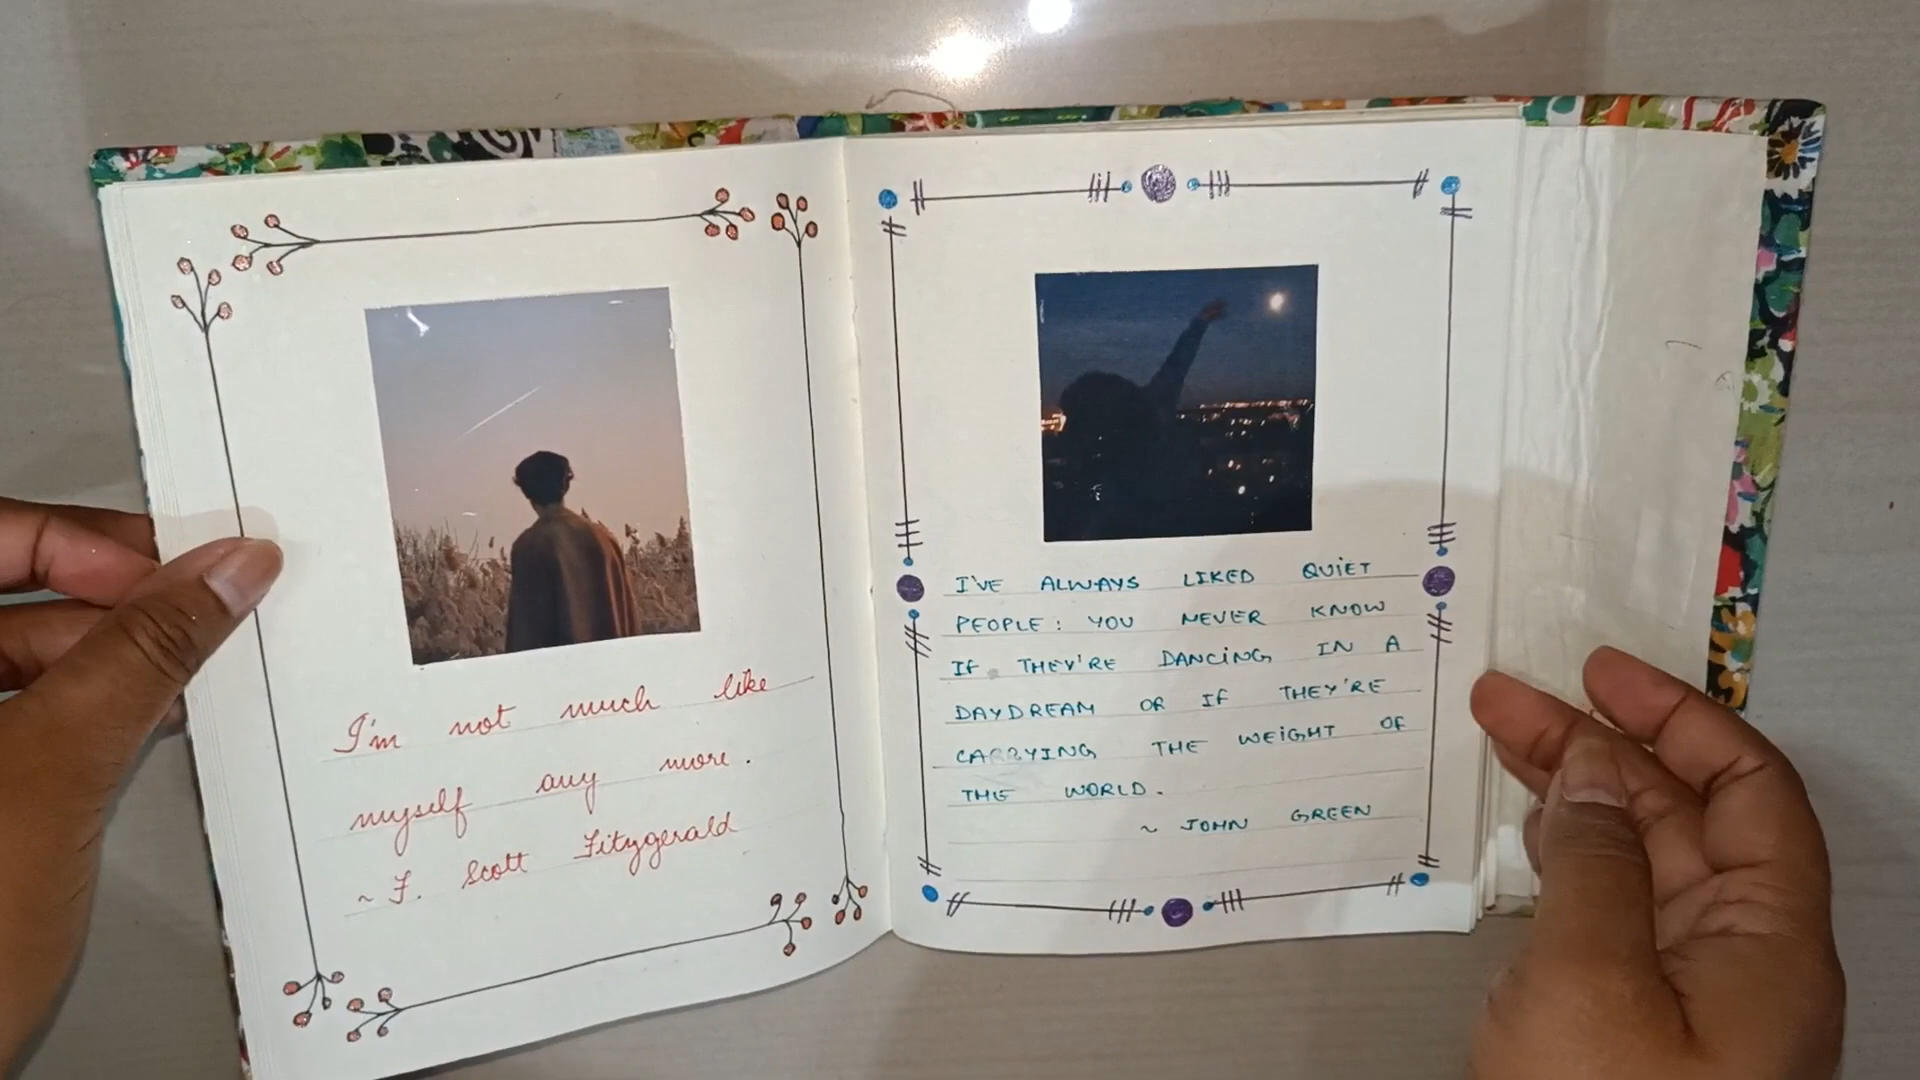 I'm not much like
myself any more.
~ F. Scott Fitzgerald
I'VE ALWAYS LIKED QUIET
PEOPLE: YOU NEVER KNOW
IF THEY'RE DANCING IN A
DAYDREAM OR IF THEY'RE
CARRYING THE WEIGHT OF
THE WORLD.
~ JOHN GREEN